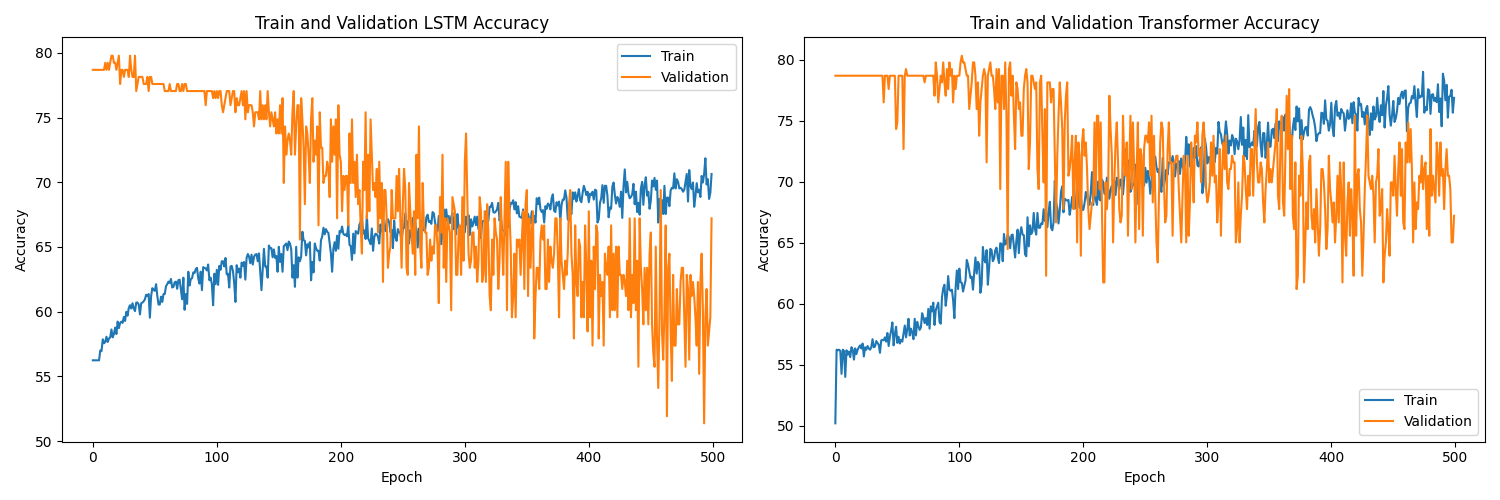 Train and Validation LSTM Accuracy
Train
Validation
80
75
70
65
60
55
50
Accuracy
0 100 200 300 400 500
Epoch
Train and Validation Transformer Accuracy
80
75
70
65
60
55
50
Accuracy
Train
Validation
0 100 200 300 400 500
Epoch